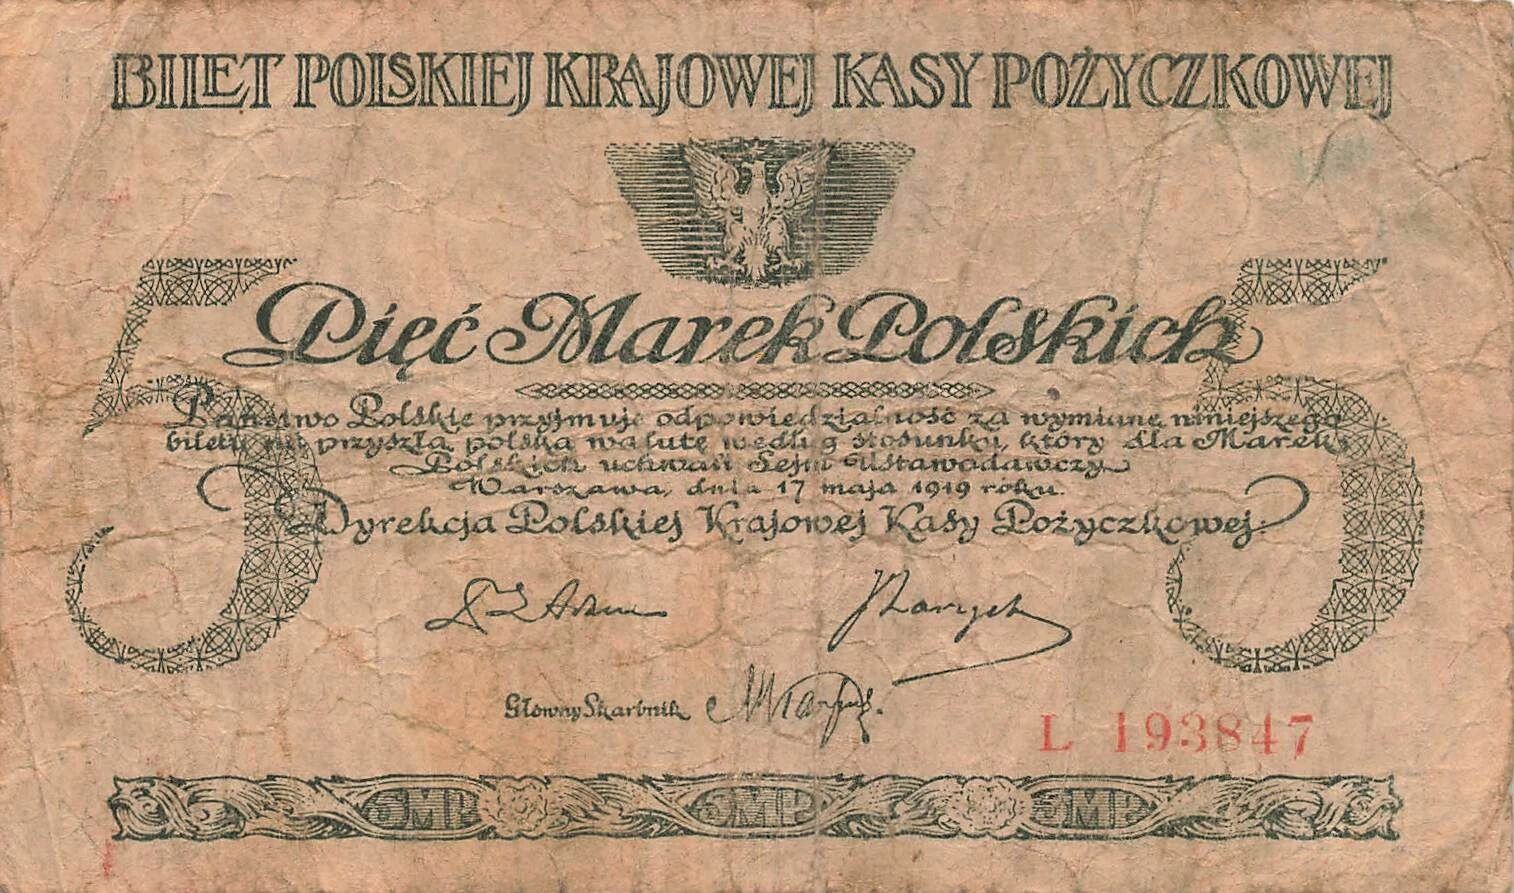 BILET POLSKIEJ KRAJOWEJ KASY POŻYCZKOWEJ
5 5
Pięć Marek Polskich
Państwo Polskie przyjmuje odpowiedzialność za wymianę niniejszego
biletu na przyszłą polską walutę według stosunku, który dla Marek
Polskich uchwali Sejm Ustawodawczy
Warszawa, dnia 17 maja 1919 roku.
Dyrekcja Polskiej Krajowej Kasy Pożyczkowej.
Główny Skarbnik
L 193847
5MP 5MP 5MP